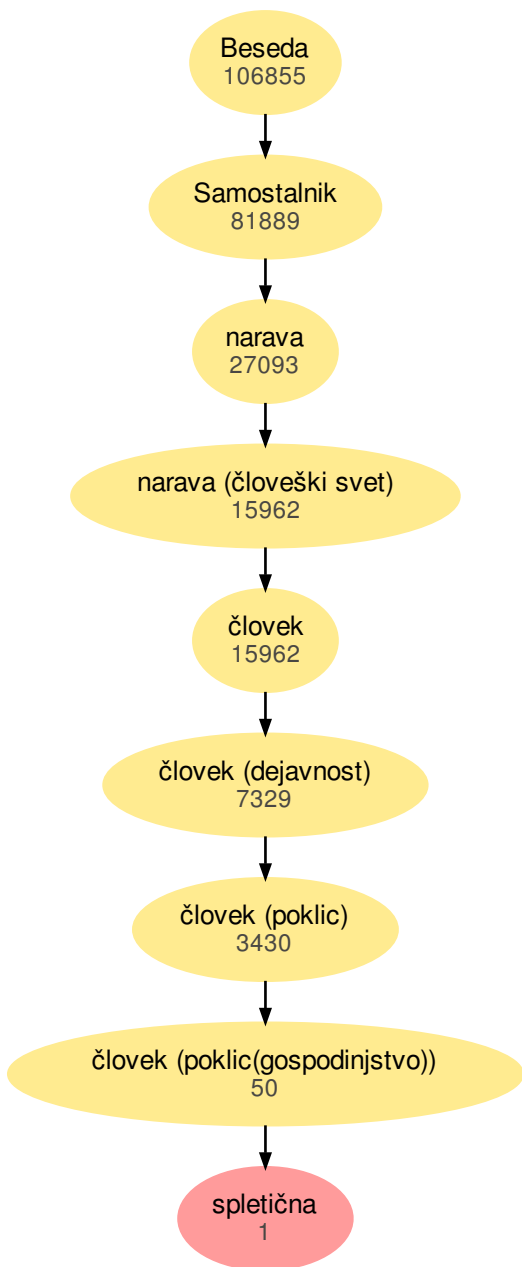 Beseda
106855
Samostalnik
81889
narava
27093
narava (človeški svet)
15962
človek
15962
človek (dejavnost)
7329
človek (poklic)
3430
človek (poklic(gospodinjstvo))
50
spletična
1